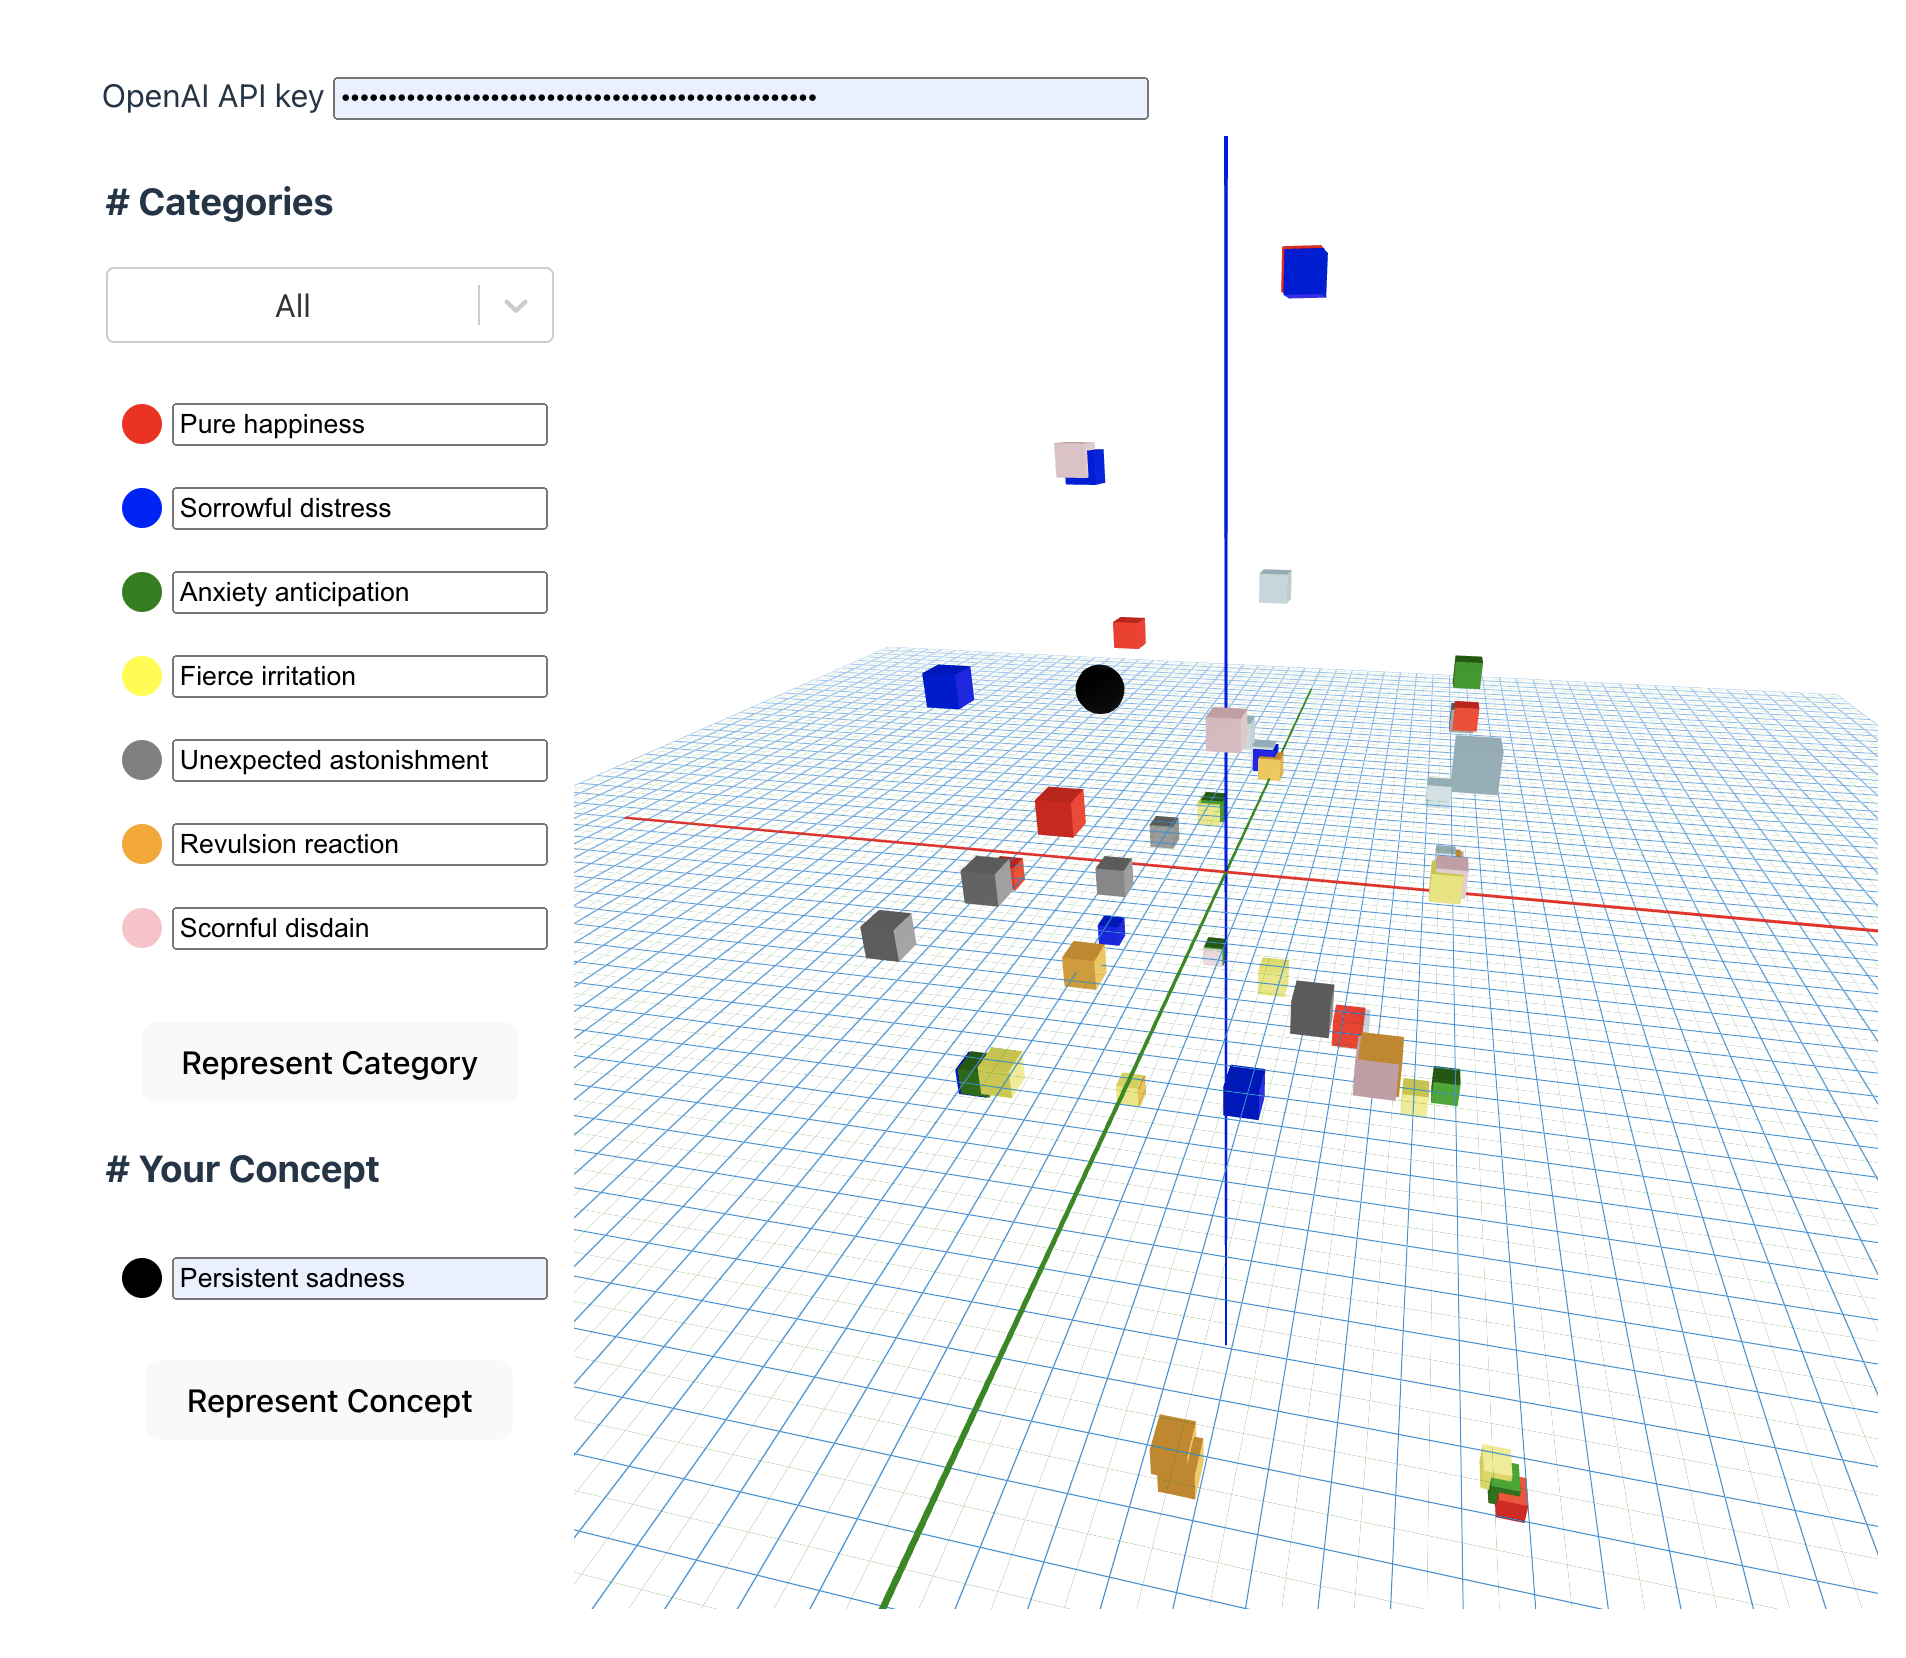 OpenAI API key ••••••••••••••••••••••••••••••••••••••••••••••••••••
# Categories
All
Pure happiness
Sorrowful distress
Anxiety anticipation
Fierce irritation
Unexpected astonishment
Revulsion reaction
Scornful disdain
Represent Category
# Your Concept
Persistent sadness
Represent Concept